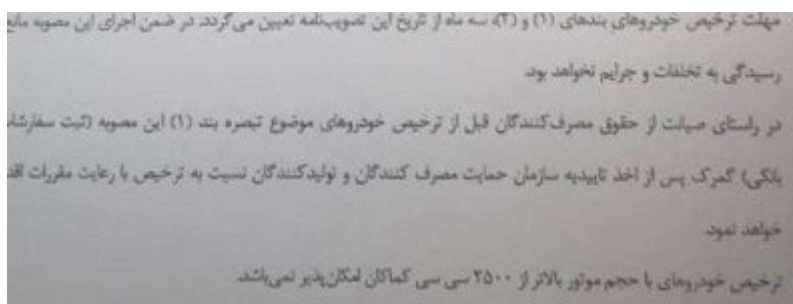 مهلت ترخیص خودروهای بندهای (۱) و (۲)، سه ماه از تاریخ این تصویب‌نامه تعیین می‌گردد. در ضمن اجرای این مصوبه مانع
رسیدگی به تخلفات و جرایم نخواهد بود.
در راستای صیانت از حقوق مصرف‌کنندگان قبل از ترخیص خودروهای موضوع تبصره بند (۱) این مصوبه (ثبت سفارشات
بانکی) گمرک پس از اخذ تاییدیه سازمان حمایت مصرف کنندگان و تولیدکنندگان نسبت به ترخیص با رعایت مقررات
خواهد نمود.
ترخیص خودروهای با حجم موتور بالاتر از ۲۵۰۰ سی سی کماکان امکان‌پذیر نمی‌باشد.